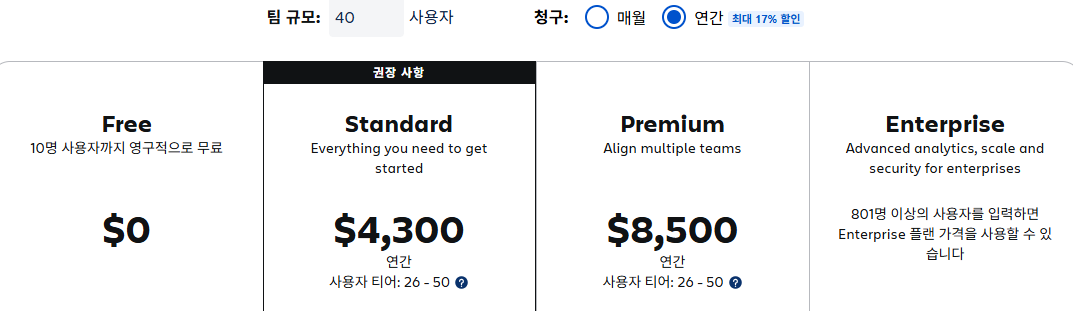 팀 규모: 40 사용자 청구: 매월 연간 최대 17% 할인
권장 사항
Free
10명 사용자까지 영구적으로 무료
$0
Standard
Everything you need to get
started
$4,300
연간
사용자 티어: 26 - 50 ?
Premium
Align multiple teams
$8,500
연간
사용자 티어: 26 - 50 ?
Enterprise
Advanced analytics, scale and
security for enterprises
801명 이상의 사용자를 입력하면
Enterprise 플랜 가격을 사용할 수 있
습니다